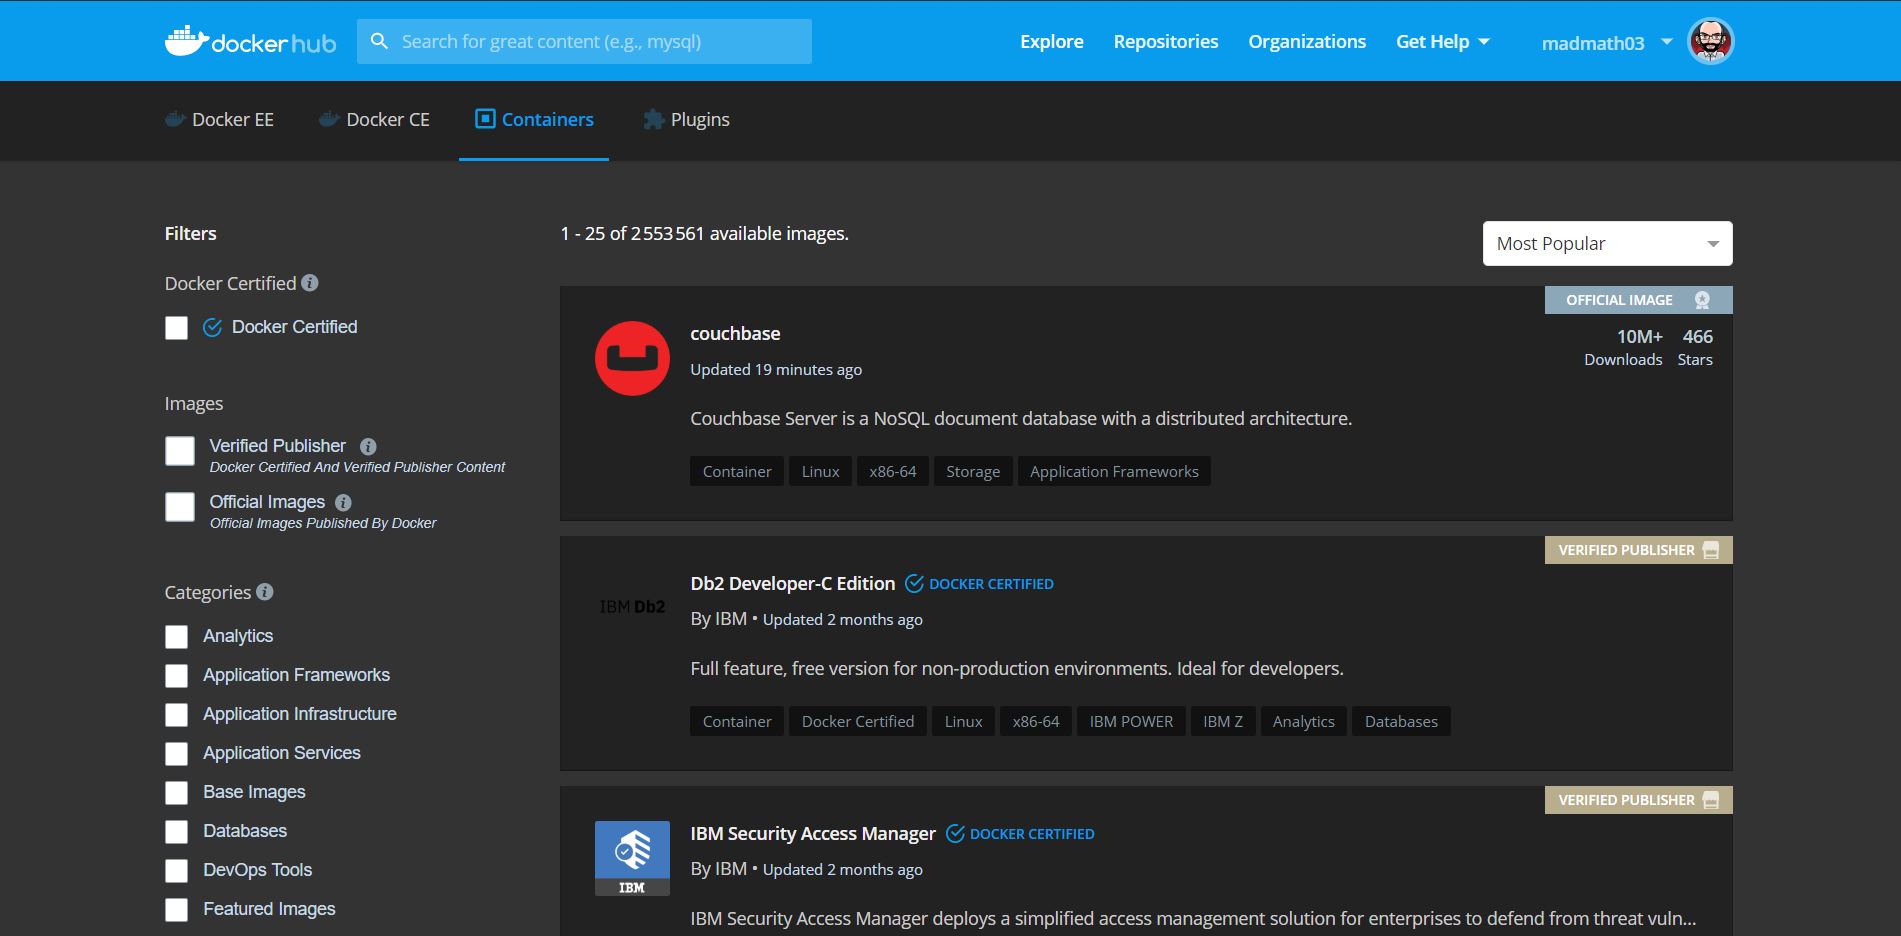 docker hub
Search for great content (e.g., mysql)
Explore
Repositories
Organizations
Get Help
madmath03
Docker EE
Docker CE
Containers
Plugins
Filters
Docker Certified
Docker Certified
Images
Verified Publisher
Docker Certified And Verified Publisher Content
Official Images
Official Images Published By Docker
Categories
Analytics
Application Frameworks
Application Infrastructure
Application Services
Base Images
Databases
DevOps Tools
Featured Images
1 - 25 of 2 553 561 available images.
Most Popular
OFFICIAL IMAGE
couchbase
10M+ 466
Downloads Stars
Updated 19 minutes ago
Couchbase Server is a NoSQL document database with a distributed architecture.
Container Linux x86-64 Storage Application Frameworks
VERIFIED PUBLISHER
IBM Db2
Db2 Developer-C Edition DOCKER CERTIFIED
By IBM • Updated 2 months ago
Full feature, free version for non-production environments. Ideal for developers.
Container Docker Certified Linux x86-64 IBM POWER IBM Z Analytics Databases
VERIFIED PUBLISHER
IBM
IBM Security Access Manager DOCKER CERTIFIED
By IBM • Updated 2 months ago
IBM Security Access Manager deploys a simplified access management solution for enterprises to defend from threat vuln...